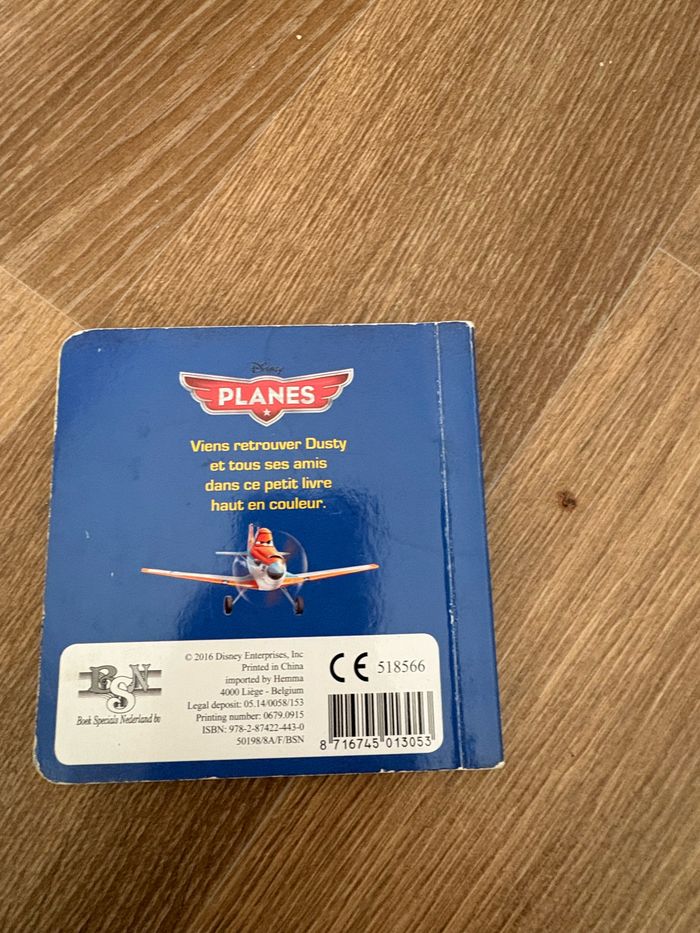 Disney
PLANES
Viens retrouver Dusty
et tous ses amis
dans ce petit livre
haut en couleur.
BSN
Boek Specials Nederland bv
© 2016 Disney Enterprises, Inc
Printed in China
imported by Hemma
4000 Liège - Belgium
Legal deposit: 05.14/0058/153
Printing number: 0679.0915
ISBN: 978-2-87422-443-0
50198/8A/F/BSN
CE 518566
8 716745 013053